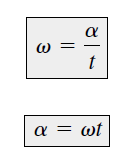 ω = α/t
α = ωt